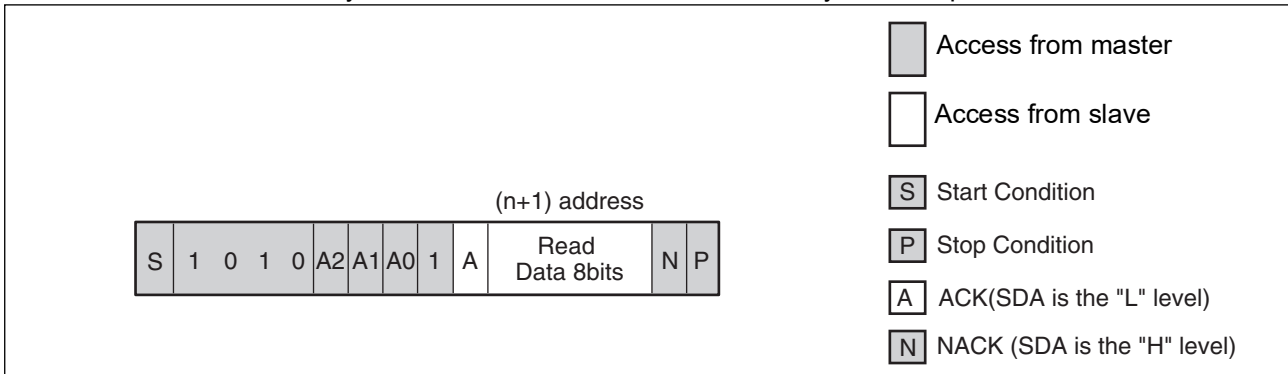 Access from master
Access from slave
(n+1) address
S 1 0 1 0 A2 A1 A0 1 A Read Data 8bits N P
S Start Condition
P Stop Condition
A ACK(SDA is the "L" level)
N NACK (SDA is the "H" level)